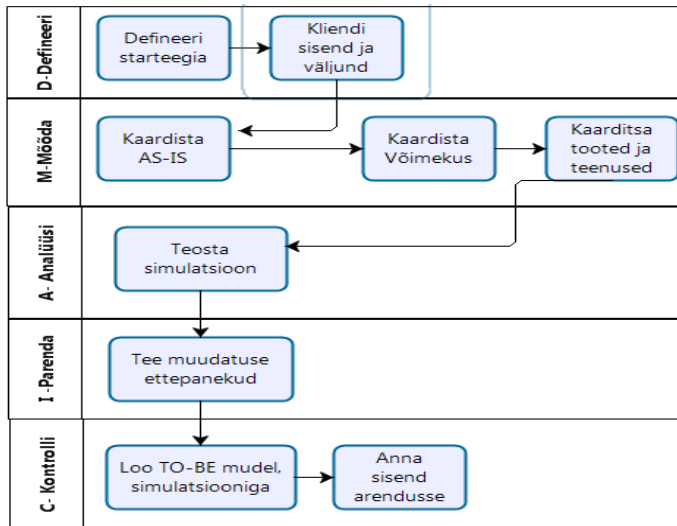 D-Defineeri
Defineeri
starteegia
Kliendi
sisend ja
väljund
M-Mõõda
Kaardista
AS-IS
Kaardista
Võimekus
Kaarditsa
tooted ja
teenused
A- Analüüsi
Teosta
simulatsioon
I -Parenda
Tee muudatuse
ettepanekud
C- Kontrolli
Loo TO-BE mudel,
simulatsiooniga
Anna
sisend
arendusse